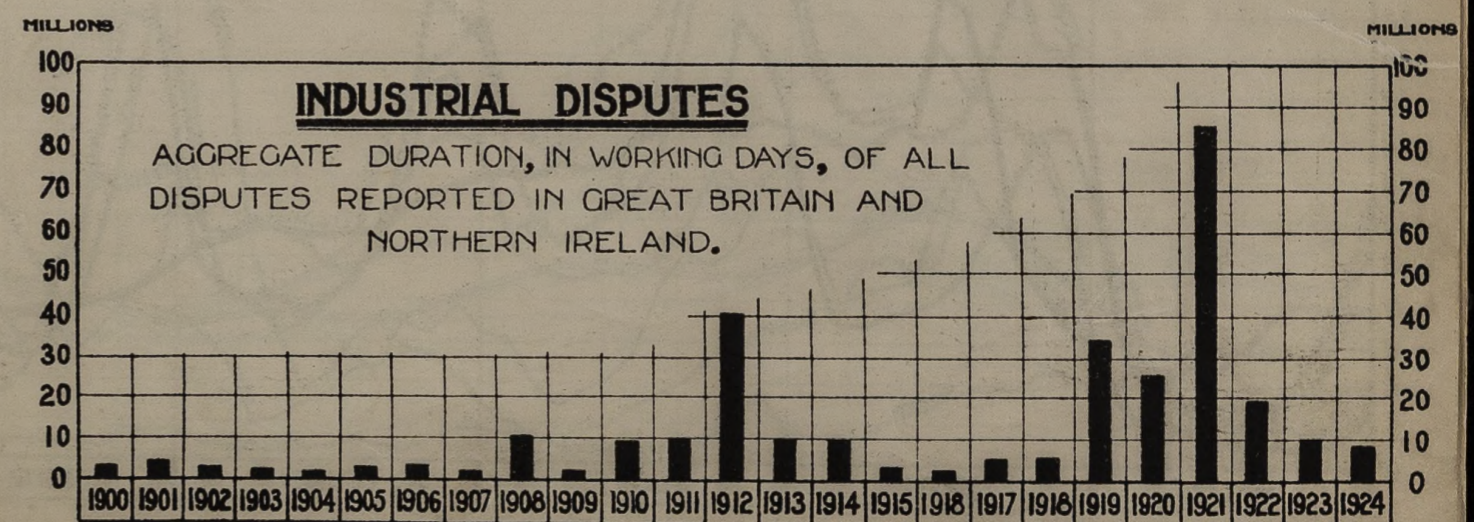 MILLIONS MILLIONS
100 100
INDUSTRIAL DISPUTES
90 90
80 80
AGGREGATE DURATION, IN WORKING DAYS, OF ALL
70 70
DISPUTES REPORTED IN GREAT BRITAIN AND
60 60
NORTHERN IRELAND.
50 50
40 40
30 30
20 20
10 10
0 0
1900 1901 1902 1903 1904 1905 1906 1907 1908 1909 1910 1911 1912 1913 1914 1915 1918 1917 1918 1919 1920 1921 1922 1923 1924